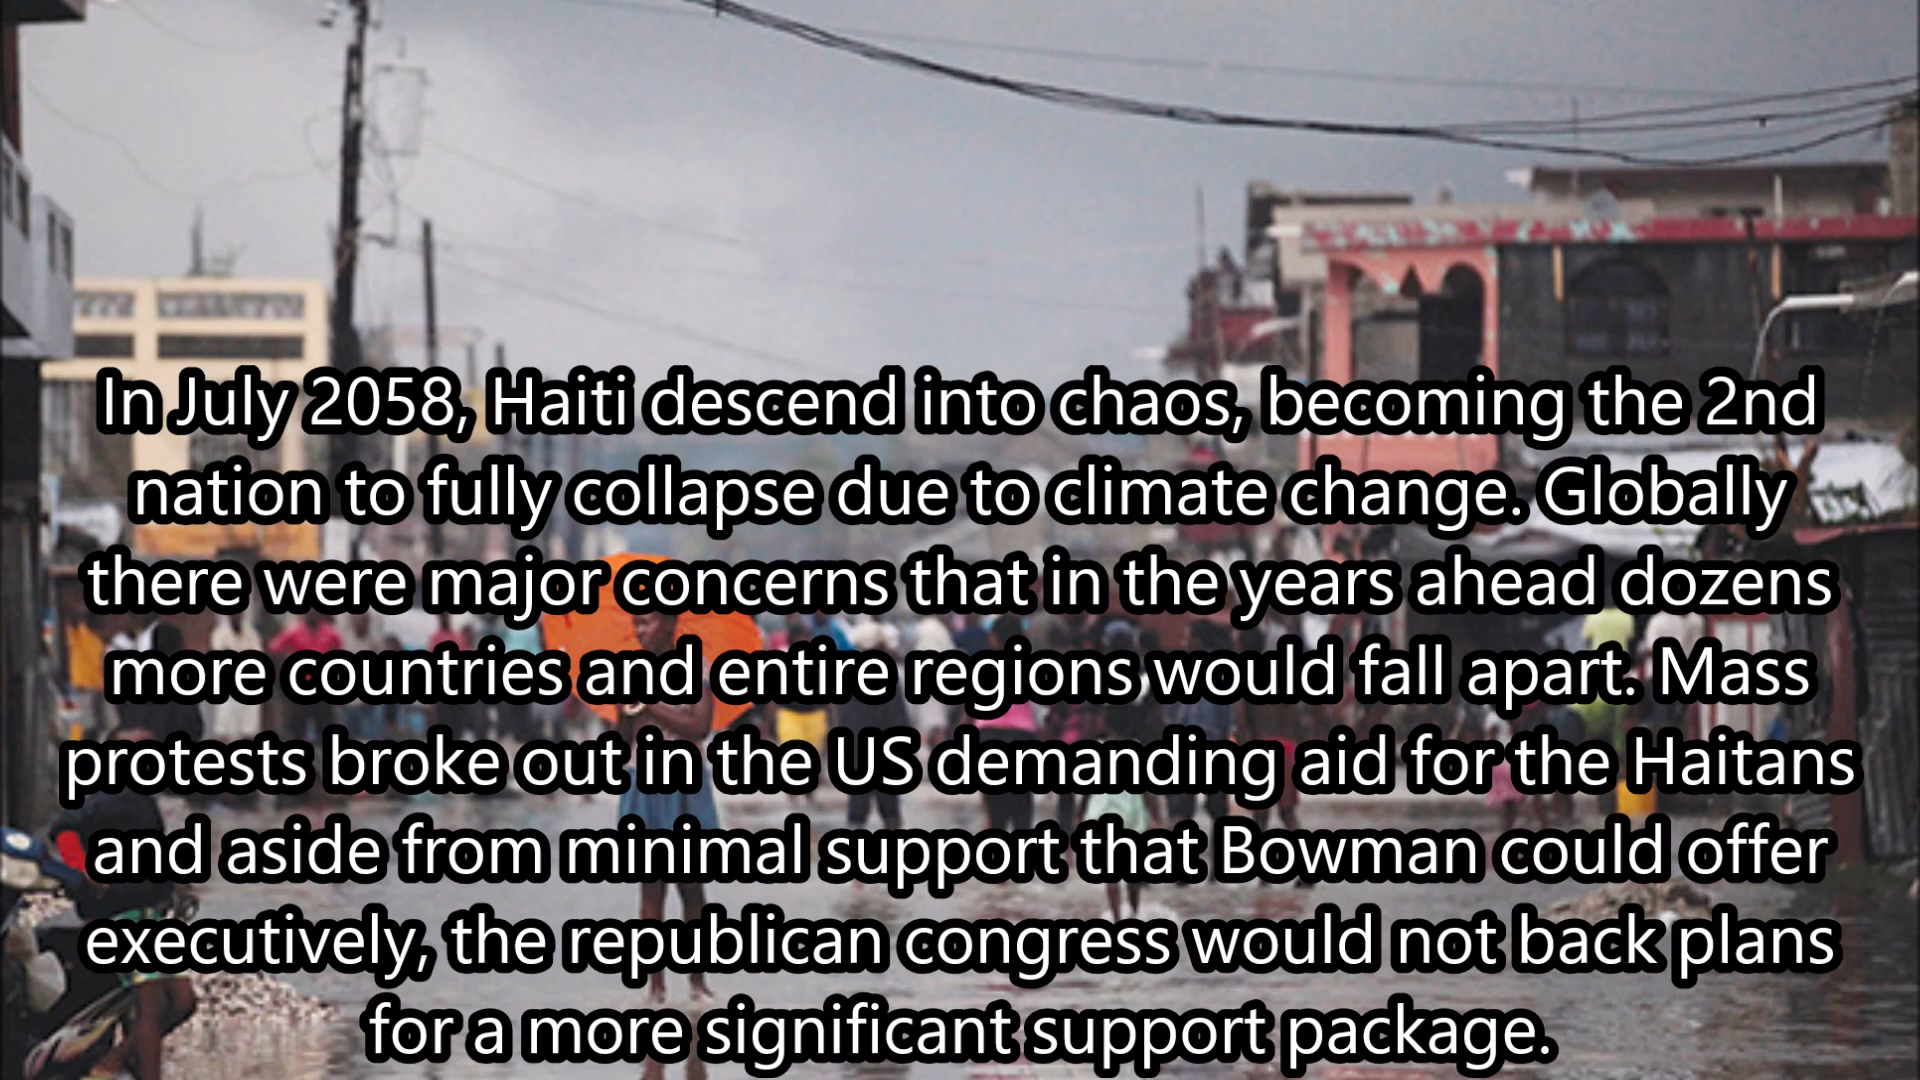 In July 2058, Haiti descend into chaos, becoming the 2nd
nation to fully collapse due to climate change. Globally
there were major concerns that in the years ahead dozens
more countries and entire regions would fall apart. Mass
protests broke out in the US demanding aid for the Haitans
and aside from minimal support that Bowman could offer
executively, the republican congress would not back plans
for a more significant support package.